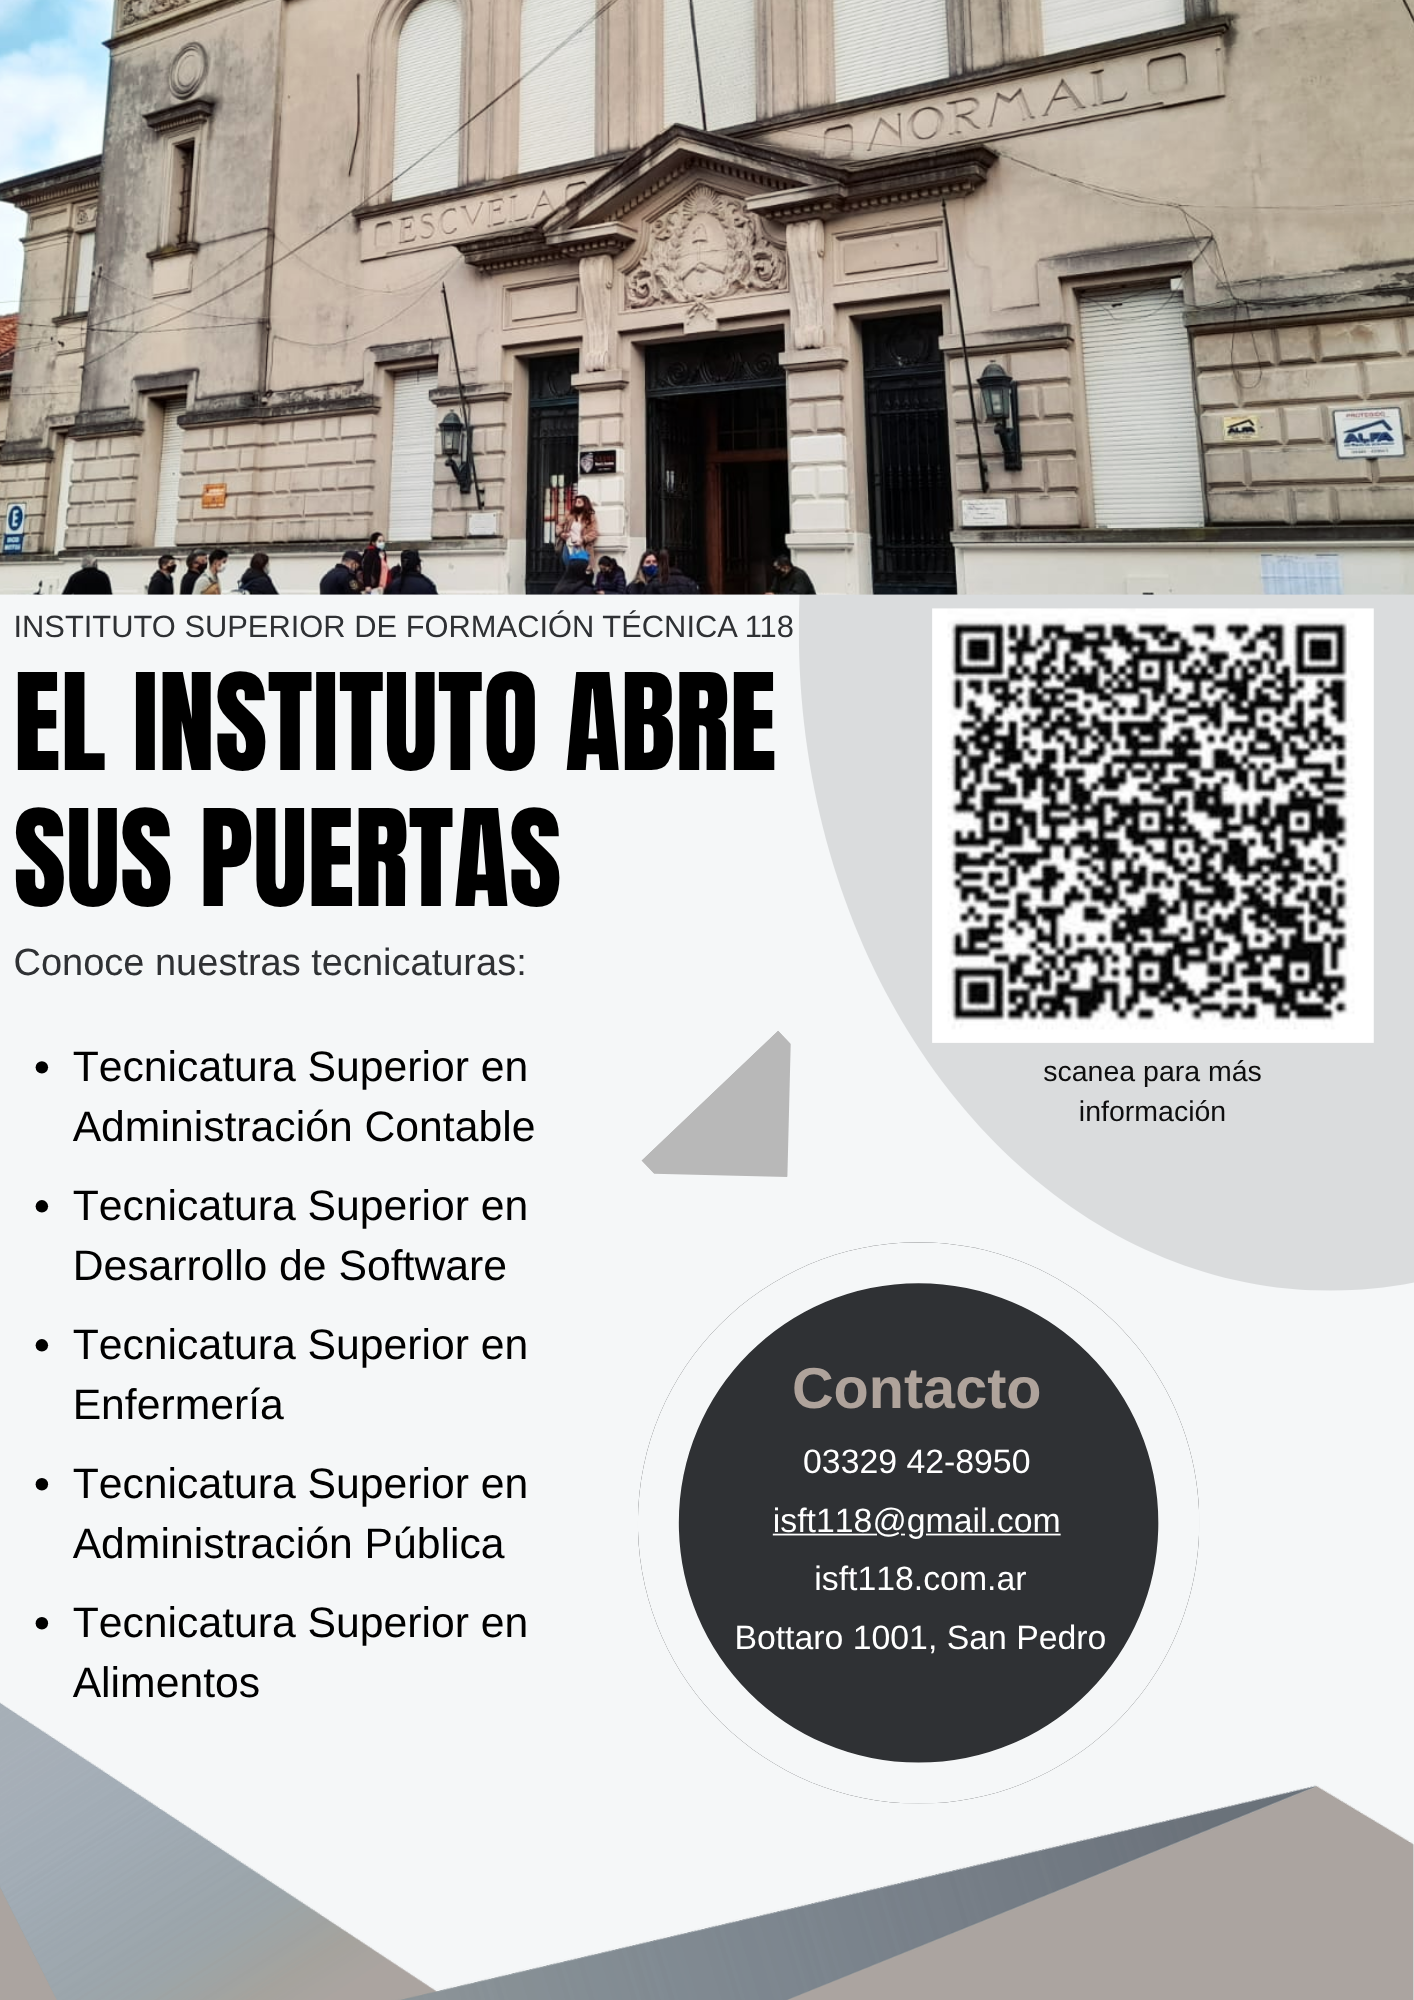 ESCVELA
NORMAL
PROTEGIDO
ALFA
ALFA
E
INSTITUTO SUPERIOR DE FORMACIÓN TÉCNICA 118
EL INSTITUTO ABRE
SUS PUERTAS
Conoce nuestras tecnicaturas:
• Tecnicatura Superior en
Administración Contable
• Tecnicatura Superior en
Desarrollo de Software
• Tecnicatura Superior en
Enfermería
• Tecnicatura Superior en
Administración Pública
• Tecnicatura Superior en
Alimentos
scanea para más
información
Contacto
03329 42-8950
isft118@gmail.com
isft118.com.ar
Bottaro 1001, San Pedro